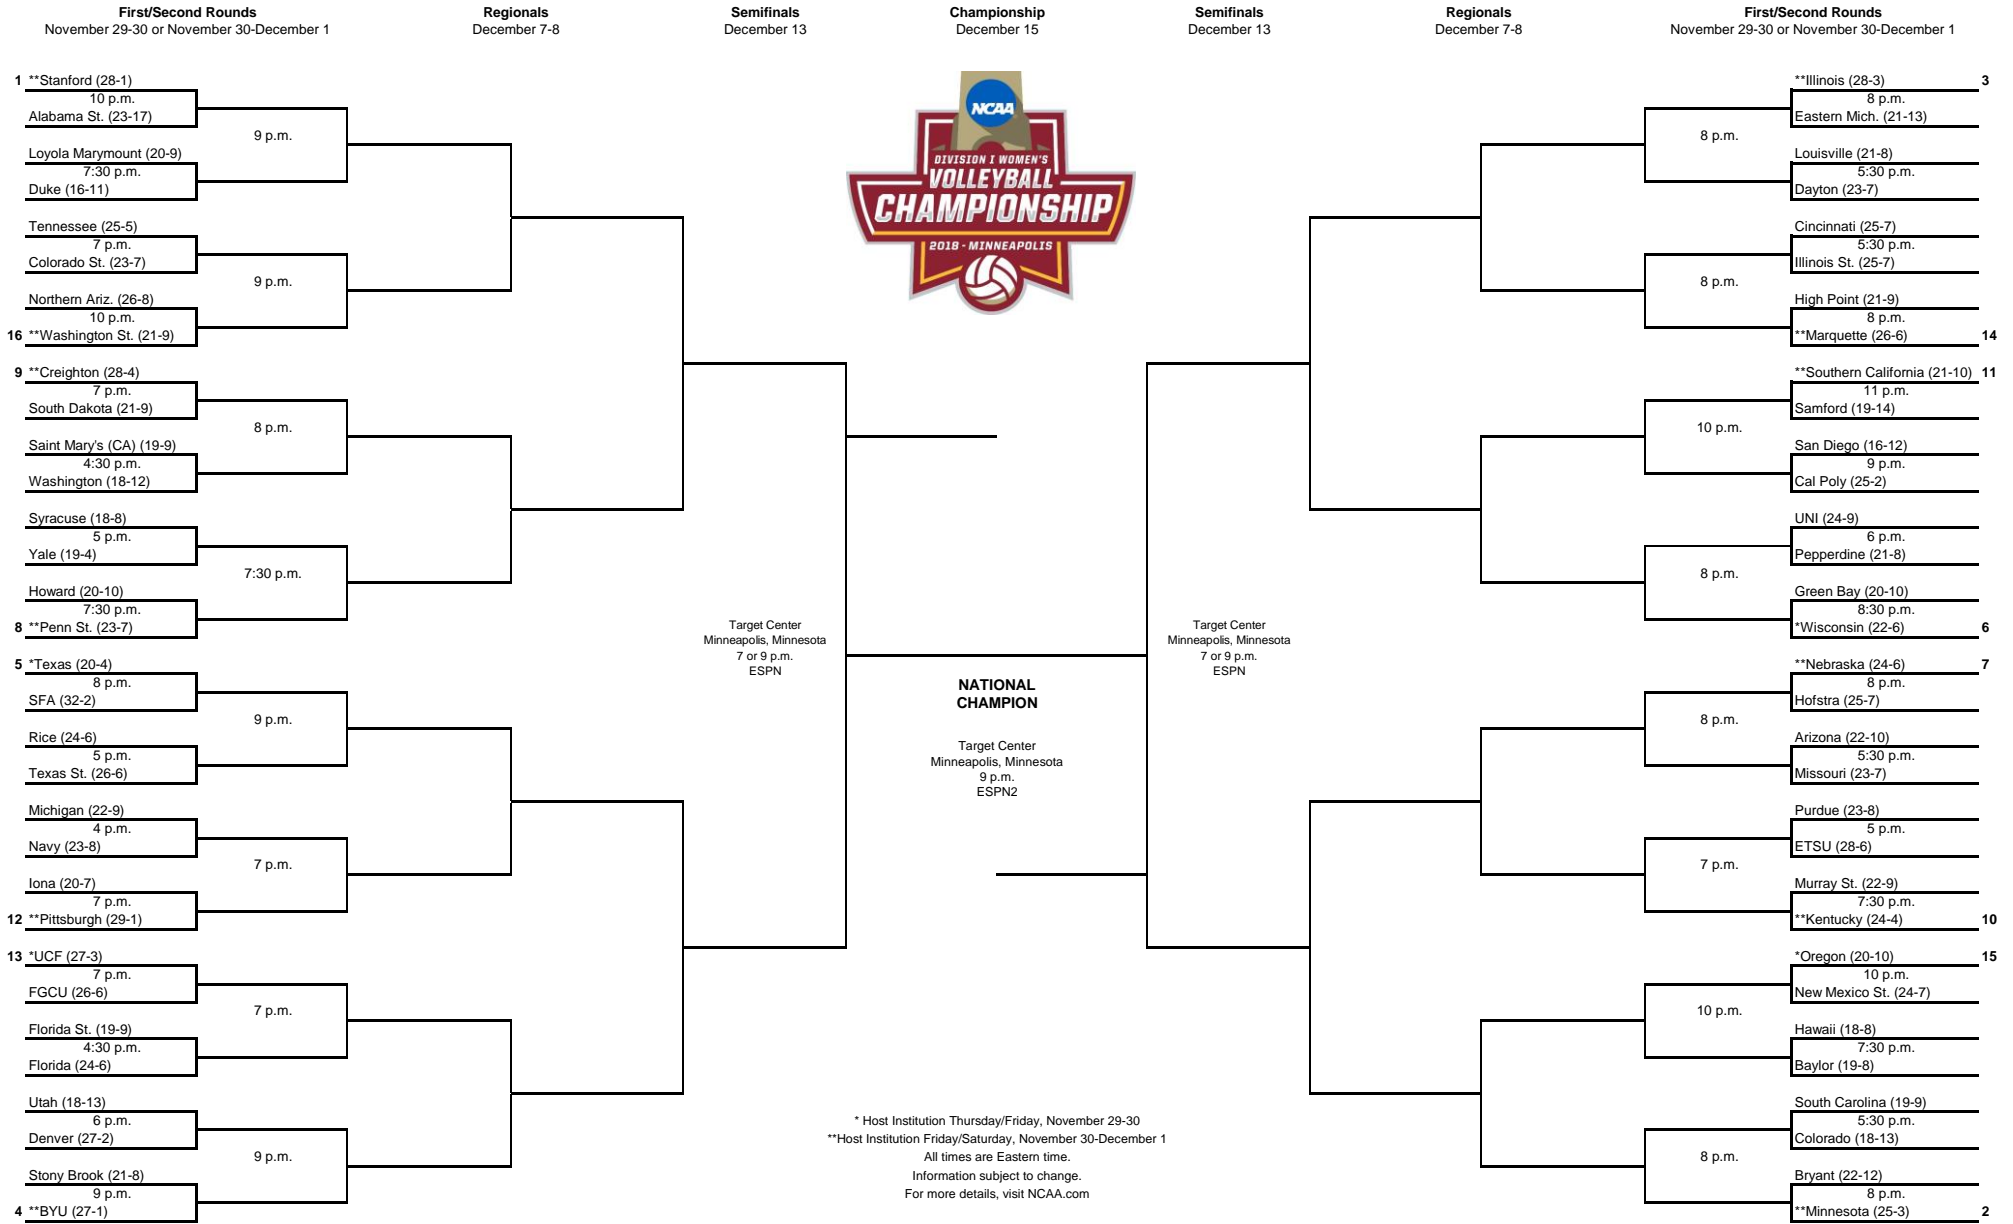 First/Second Rounds
November 29-30 or November 30-December 1
Regionals
December 7-8
Semifinals
December 13
Championship
December 15
Semifinals
December 13
Regionals
December 7-8
First/Second Rounds
November 29-30 or November 30-December 1
1 **Stanford (28-1)
10 p.m.
Alabama St. (23-17)
9 p.m.
Loyola Marymount (20-9)
7:30 p.m.
Duke (16-11)
Tennessee (25-5)
7 p.m.
Colorado St. (23-7)
9 p.m.
Northern Ariz. (26-8)
10 p.m.
16 **Washington St. (21-9)
9 **Creighton (28-4)
7 p.m.
South Dakota (21-9)
8 p.m.
Saint Mary's (CA) (19-9)
4:30 p.m.
Washington (18-12)
Syracuse (18-8)
5 p.m.
Yale (19-4)
7:30 p.m.
Howard (20-10)
7:30 p.m.
8 **Penn St. (23-7)
5 *Texas (20-4)
8 p.m.
SFA (32-2)
9 p.m.
Rice (24-6)
5 p.m.
Texas St. (26-6)
Michigan (22-9)
4 p.m.
Navy (23-8)
7 p.m.
Iona (20-7)
7 p.m.
12 **Pittsburgh (29-1)
13 *UCF (27-3)
7 p.m.
FGCU (26-6)
7 p.m.
Florida St. (19-9)
4:30 p.m.
Florida (24-6)
Utah (18-13)
6 p.m.
Denver (27-2)
9 p.m.
Stony Brook (21-8)
9 p.m.
4 **BYU (27-1)
NCAA
DIVISION I WOMEN'S
VOLLEYBALL
CHAMPIONSHIP
2018 - MINNEAPOLIS
Target Center
Minneapolis, Minnesota
7 or 9 p.m.
ESPN
NATIONAL
CHAMPION
Target Center
Minneapolis, Minnesota
9 p.m.
ESPN2
Target Center
Minneapolis, Minnesota
7 or 9 p.m.
ESPN
* Host Institution Thursday/Friday, November 29-30
**Host Institution Friday/Saturday, November 30-December 1
All times are Eastern time.
Information subject to change.
For more details, visit NCAA.com
**Illinois (28-3) 3
8 p.m.
Eastern Mich. (21-13)
8 p.m.
Louisville (21-8)
5:30 p.m.
Dayton (23-7)
Cincinnati (25-7)
5:30 p.m.
Illinois St. (25-7)
8 p.m.
High Point (21-9)
8 p.m.
**Marquette (26-6) 14
**Southern California (21-10) 11
11 p.m.
Samford (19-14)
10 p.m.
San Diego (16-12)
9 p.m.
Cal Poly (25-2)
UNI (24-9)
6 p.m.
Pepperdine (21-8)
8 p.m.
Green Bay (20-10)
8:30 p.m.
*Wisconsin (22-6) 6
**Nebraska (24-6) 7
8 p.m.
Hofstra (25-7)
8 p.m.
Arizona (22-10)
5:30 p.m.
Missouri (23-7)
Purdue (23-8)
5 p.m.
ETSU (28-6)
7 p.m.
Murray St. (22-9)
7:30 p.m.
**Kentucky (24-4) 10
*Oregon (20-10) 15
10 p.m.
New Mexico St. (24-7)
10 p.m.
Hawaii (18-8)
7:30 p.m.
Baylor (19-8)
South Carolina (19-9)
5:30 p.m.
Colorado (18-13)
8 p.m.
Bryant (22-12)
8 p.m.
**Minnesota (25-3) 2